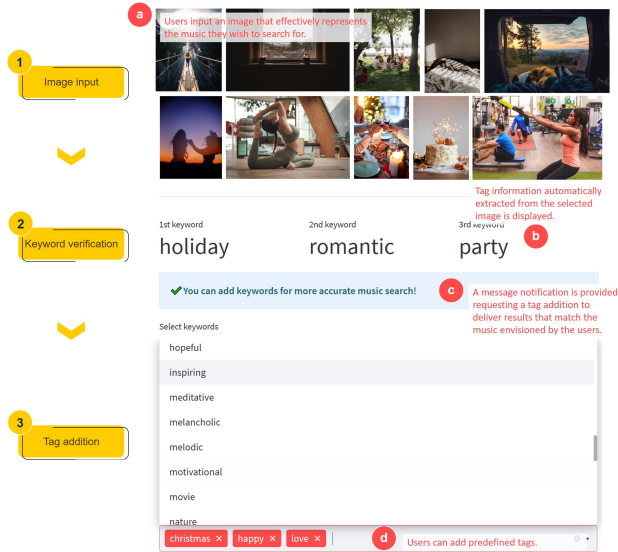 a
Users input an image that effectively represents
the music they wish to search for.
1
Image input
Tag information automatically
extracted from the selected
image is displayed.
2
Keyword verification
1st keyword
2nd keyword
3rd keyword
holiday
romantic
party
b
✔You can add keywords for more accurate music search!
c
A message notification is provided
requesting a tag addition to
deliver results that match the
music envisioned by the users.
Select keywords
hopeful
inspiring
meditative
3
Tag addition
melancholic
melodic
motivational
movie
nature
christmas ×
happy ×
love ×
d
Users can add predefined tags.